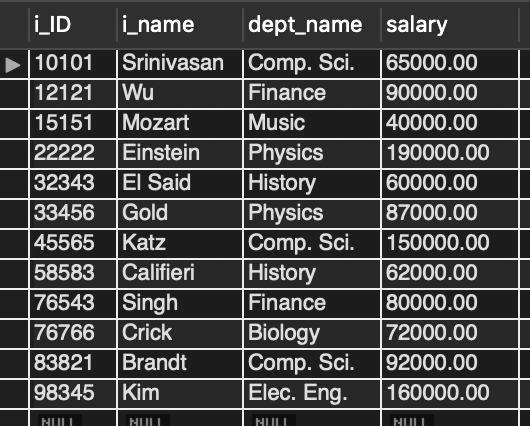 i_ID i_name dept_name salary
10101 Srinivasan Comp. Sci. 65000.00
12121 Wu Finance 90000.00
15151 Mozart Music 40000.00
22222 Einstein Physics 190000.00
32343 El Said History 60000.00
33456 Gold Physics 87000.00
45565 Katz Comp. Sci. 150000.00
58583 Califieri History 62000.00
76543 Singh Finance 80000.00
76766 Crick Biology 72000.00
83821 Brandt Comp. Sci. 92000.00
98345 Kim Elec. Eng. 160000.00
NULL NULL NULL NULL